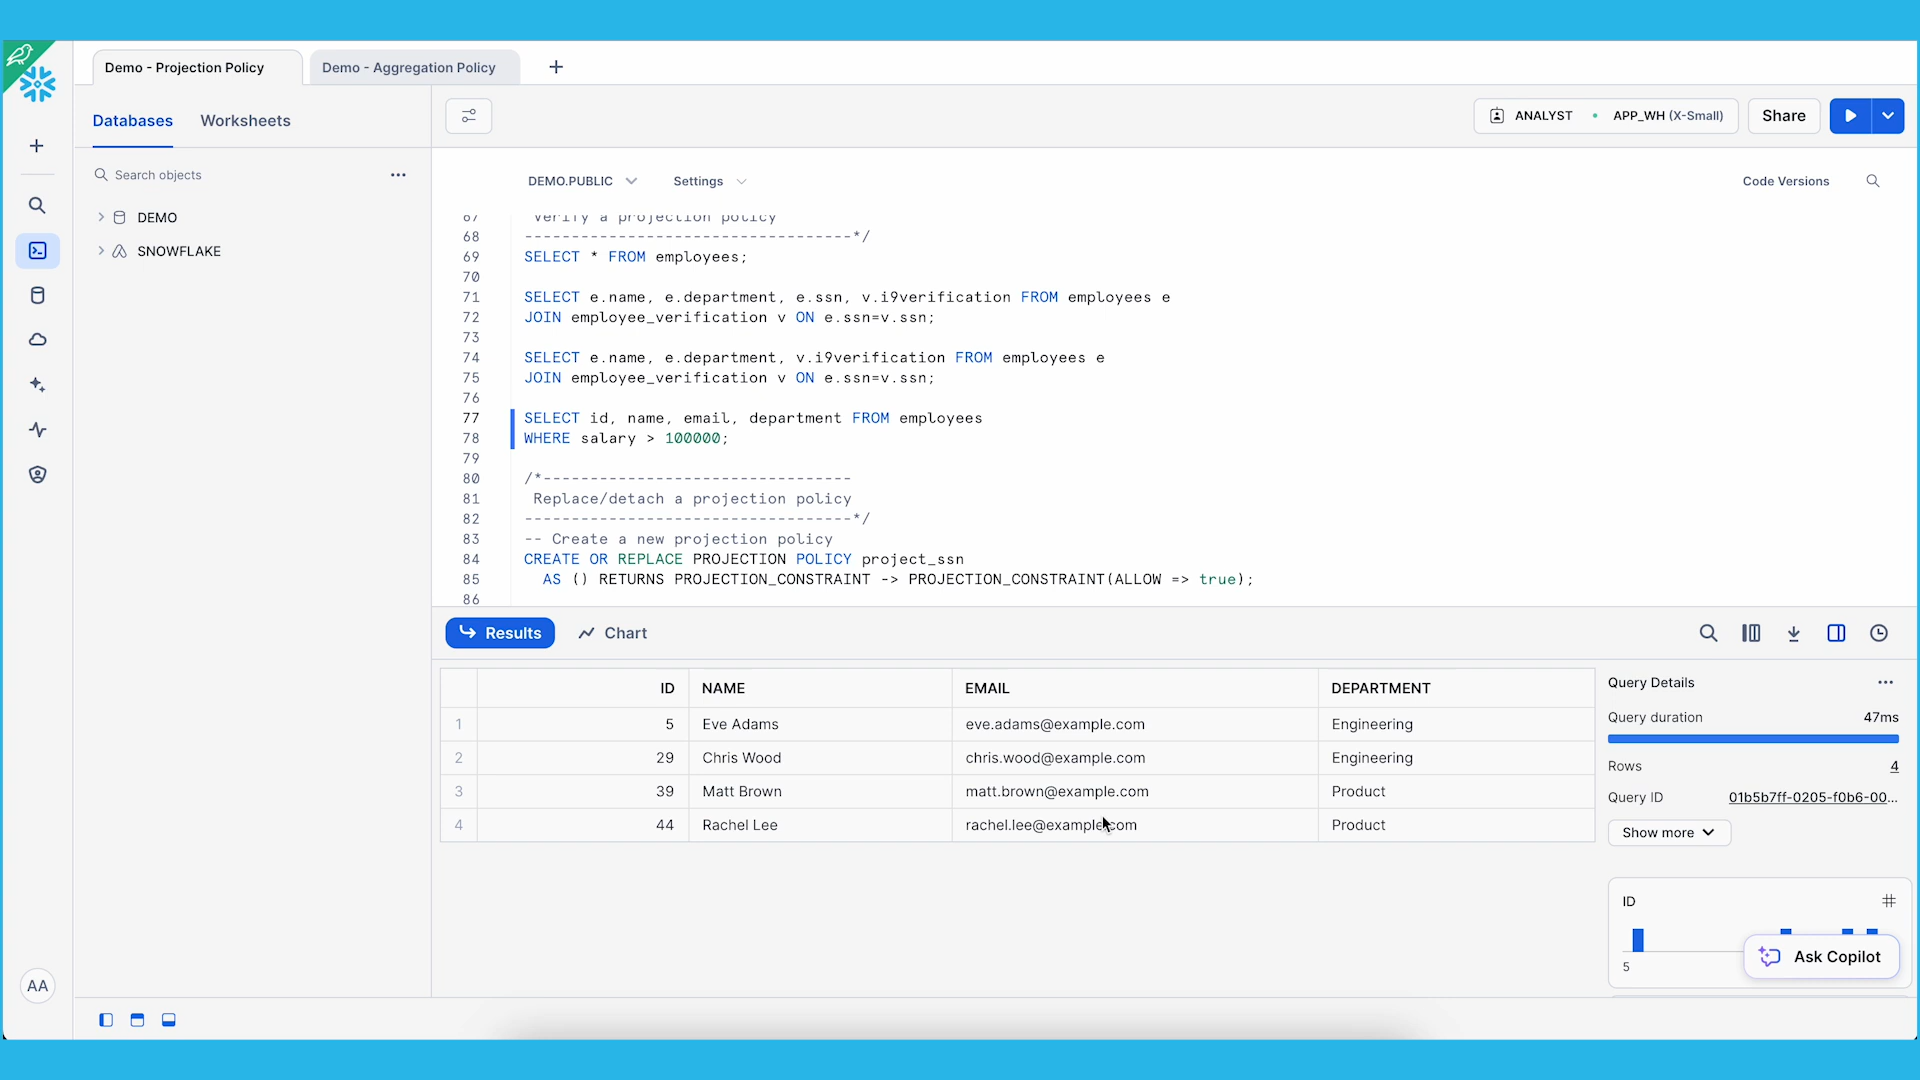 Demo - Projection Policy
Demo - Aggregation Policy
Databases
Worksheets
ANALYST
APP_WH (X-Small)
Share
Search objects
DEMO
SNOWFLAKE
AA
DEMO.PUBLIC
Settings
Code Versions
67 Verify a projection policy
68 -----------------------------------*/
69 SELECT * FROM employees;
70
71 SELECT e.name, e.department, e.ssn, v.i9verification FROM employees e
72 JOIN employee_verification v ON e.ssn=v.ssn;
73
74 SELECT e.name, e.department, v.i9verification FROM employees e
75 JOIN employee_verification v ON e.ssn=v.ssn;
76
77 SELECT id, name, email, department FROM employees
78 WHERE salary > 100000;
79
80 /*---------------------------------
81 Replace/detach a projection policy
82 -----------------------------------*/
83 -- Create a new projection policy
84 CREATE OR REPLACE PROJECTION POLICY project_ssn
85 AS () RETURNS PROJECTION_CONSTRAINT -> PROJECTION_CONSTRAINT(ALLOW => true);
86
Results
Chart
ID NAME EMAIL DEPARTMENT
1 5 Eve Adams eve.adams@example.com Engineering
2 29 Chris Wood chris.wood@example.com Engineering
3 39 Matt Brown matt.brown@example.com Product
4 44 Rachel Lee rachel.lee@example.com Product
Query Details
Query duration 47ms
Rows 4
Query ID 01b5b7ff-0205-f0b6-00...
Show more
ID
5
Ask Copilot